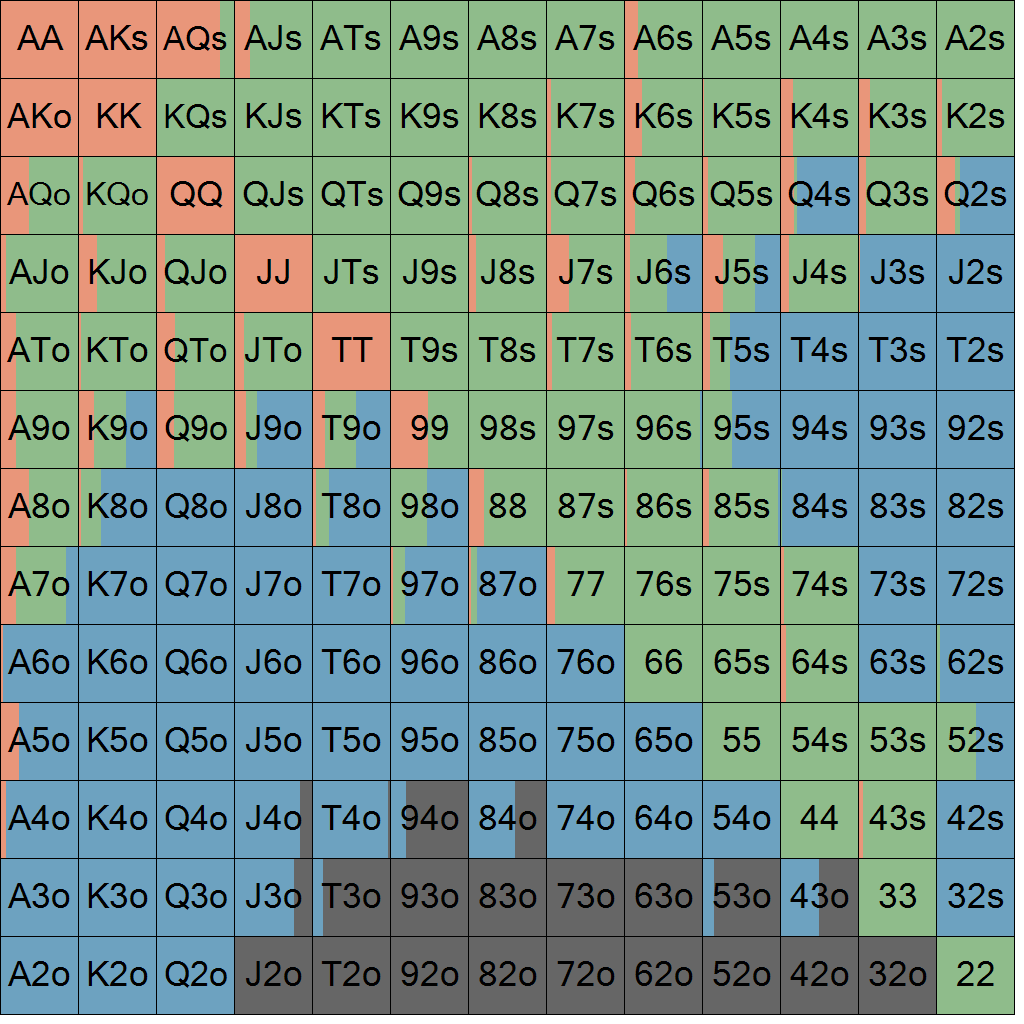 AA AKs AQs AJs ATs A9s A8s A7s A6s A5s A4s A3s A2s
AKo KK KQs KJs KTs K9s K8s K7s K6s K5s K4s K3s K2s
AQo KQo QQ QJs QTs Q9s Q8s Q7s Q6s Q5s Q4s Q3s Q2s
AJo KJo QJo JJ JTs J9s J8s J7s J6s J5s J4s J3s J2s
ATo KTo QTo JTo TT T9s T8s T7s T6s T5s T4s T3s T2s
A9o K9o Q9o J9o T9o 99 98s 97s 96s 95s 94s 93s 92s
A8o K8o Q8o J8o T8o 98o 88 87s 86s 85s 84s 83s 82s
A7o K7o Q7o J7o T7o 97o 87o 77 76s 75s 74s 73s 72s
A6o K6o Q6o J6o T6o 96o 86o 76o 66 65s 64s 63s 62s
A5o K5o Q5o J5o T5o 95o 85o 75o 65o 55 54s 53s 52s
A4o K4o Q4o J4o T4o 94o 84o 74o 64o 54o 44 43s 42s
A3o K3o Q3o J3o T3o 93o 83o 73o 63o 53o 43o 33 32s
A2o K2o Q2o J2o T2o 92o 82o 72o 62o 52o 42o 32o 22